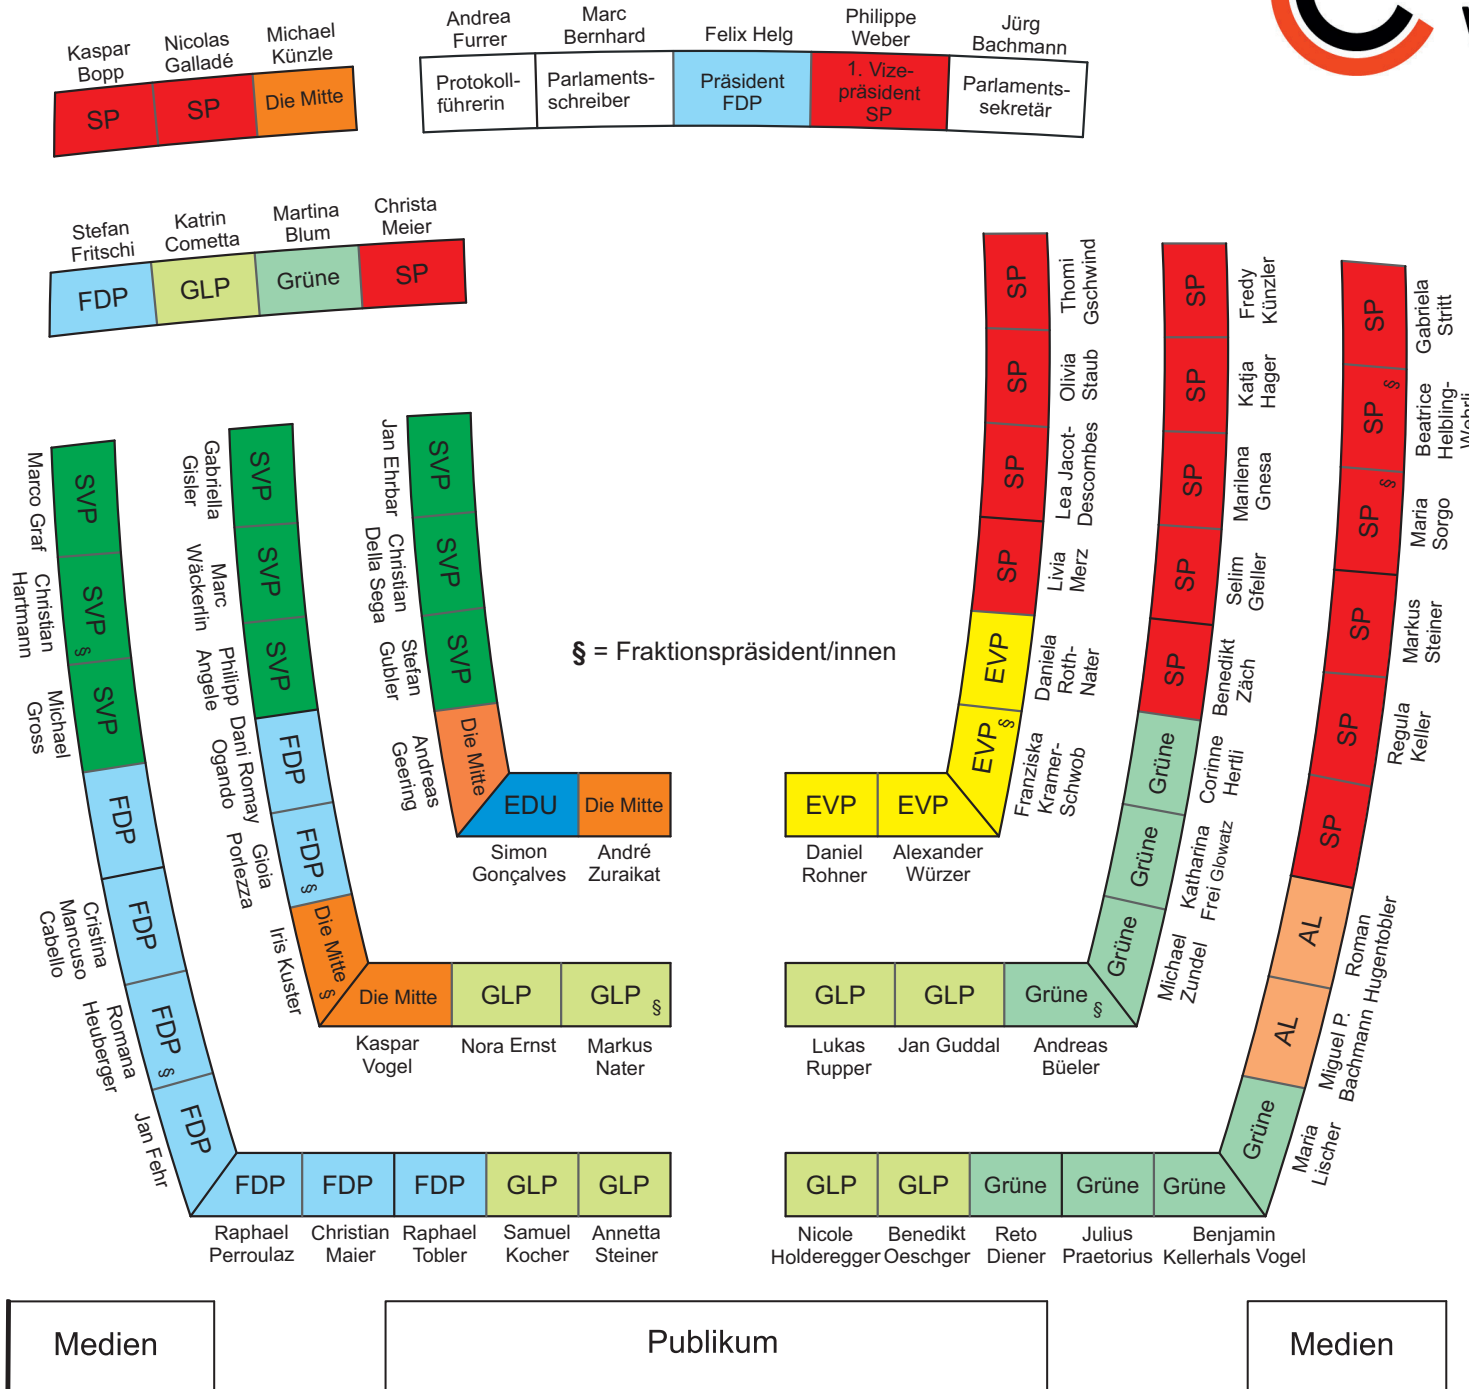 Kaspar
Bopp
Nicolas
Galladé
Michael
Künzle
SP
SP
Die Mitte
Andrea
Furrer
Marc
Bernhard
Felix Helg
Philippe
Weber
Jürg
Bachmann
Protokoll-
führerin
Parlaments-
schreiber
Präsident
FDP
1. Vize-
präsident
SP
Parlaments-
sekretär
Stefan
Fritschi
Katrin
Cometta
Martina
Blum
Christa
Meier
FDP
GLP
Grüne
SP
Marco Graf
SVP
Christian
Hartmann
SVP §
Michael
Gross
SVP
FDP
Cristina
Mancuso
Cabello
FDP
Romana
Heuberger
FDP §
Jan Fehr
FDP
Gabriella
Gisler
SVP
Marc
Wäckerlin
SVP
Philipp
Angele
SVP
Dani Romay
Ogando
FDP
Gioia
Porlezza
FDP §
Iris Kuster
Die Mitte §
Jan Ehrbar
SVP
Christian
Della Sega
SVP
Stefan
Gubler
SVP
Andreas
Geering
Die Mitte
EDU
Die Mitte
Simon
Gonçalves
André
Zuraikat
§ = Fraktionspräsident/innen
Die Mitte
GLP
GLP §
Kaspar
Vogel
Nora Ernst
Markus
Nater
FDP
FDP
FDP
GLP
GLP
Raphael
Perroulaz
Christian
Maier
Raphael
Tobler
Samuel
Kocher
Annetta
Steiner
SP
Thomi
Gschwind
SP
Olivia
Staub
SP
Lea Jacot-
Descombes
SP
Livia
Merz
EVP
Daniela
Roth-
Nater
EVP §
Franziska
Kramer-
Schwob
EVP
EVP
Daniel
Rohner
Alexander
Würzer
SP
Fredy
Künzler
SP
Katja
Hager
SP
Marilena
Gnesa
SP
Selim
Gfeller
SP
Benedikt
Zäch
Grüne
Corinne
Hertli
Grüne
Katharina
Frei Glowatz
Grüne
Michael
Zundel
GLP
GLP
Grüne §
Lukas
Rupper
Jan Guddal
Andreas
Büeler
SP
Gabriela
Stritt
SP §
Beatrice
Helbling-
Wehrli
SP §
Maria
Sorgo
SP
Markus
Steiner
SP
Regula
Keller
SP
AL
Roman
Hugentobler
AL
Miguel P.
Bachmann
Grüne
Maria
Lischer
GLP
GLP
Grüne
Grüne
Grüne
Nicole
Holderegger
Benedikt
Oeschger
Reto
Diener
Julius
Praetorius
Benjamin
Kellerhals Vogel
Medien
Publikum
Medien